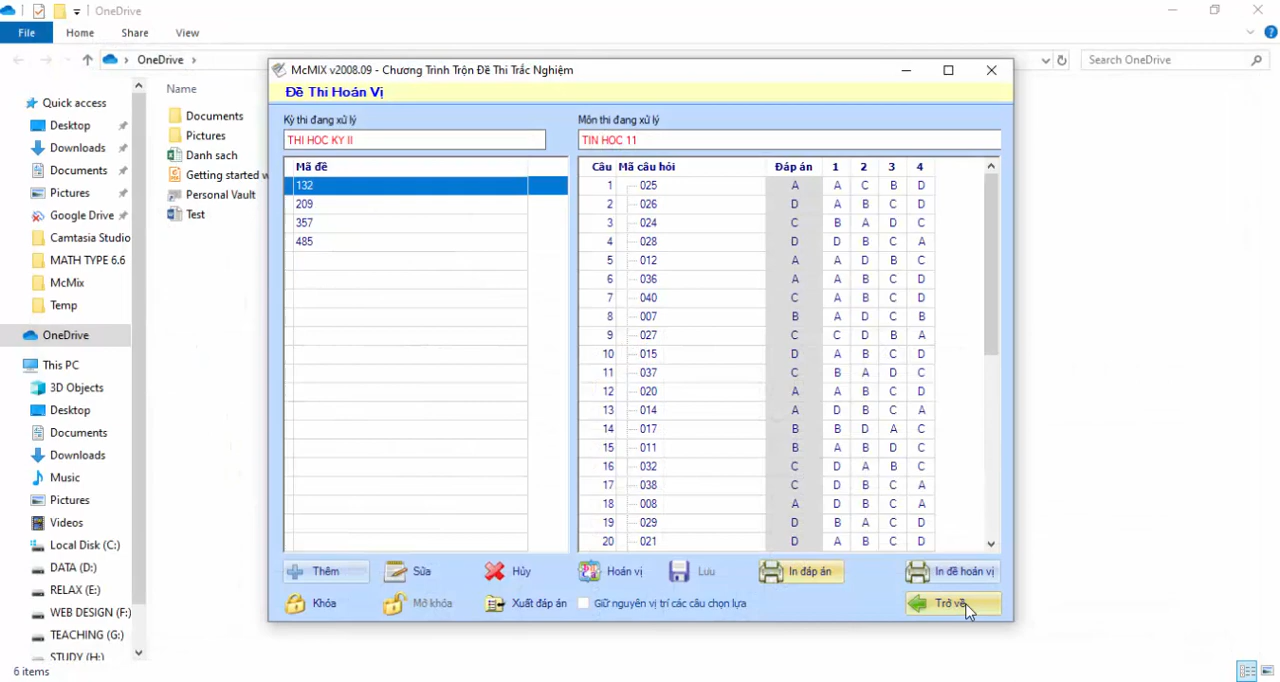 OneDrive
File Home Share View
OneDrive
Search OneDrive
Quick access
Desktop
Downloads
Documents
Pictures
Google Drive
Camtasia Studio
MATH TYPE 6.6
McMix
Temp
OneDrive
This PC
3D Objects
Desktop
Documents
Downloads
Music
Pictures
Videos
Local Disk (C:)
DATA (D:)
RELAX (E:)
WEB DESIGN (F:)
TEACHING (G:)
STUDY (H:)
6 items
Name
Documents
Pictures
Danh sach
Getting started w
Personal Vault
Test
McMIX v2008.09 - Chương Trình Trộn Đề Thi Trắc Nghiệm
Đề Thi Hoán Vị
Kỳ thi đang xử lý
THI HOC KY II
Môn thi đang xử lý
TIN HOC 11
Mã đề
132
209
357
485
Câu Mã câu hỏi Đáp án 1 2 3 4
1 025 A A C B D
2 026 D A B C D
3 024 C B A D C
4 028 D D B C A
5 012 A A D B C
6 036 A A B C D
7 040 C A B C D
8 007 B A D C B
9 027 C C D B A
10 015 D A B C D
11 037 C B A D C
12 020 A A B C D
13 014 A D B C A
14 017 B B D A C
15 011 B A B D C
16 032 C D A B C
17 038 C D B C A
18 008 A D B C A
19 029 D B A C D
20 021 D A B C D
Thêm Sửa Hủy Hoán vị Lưu In đáp án In đề hoán vị
Khóa Mở khóa Xuất đáp án Giữ nguyên vị trí các câu chọn lựa Trở về